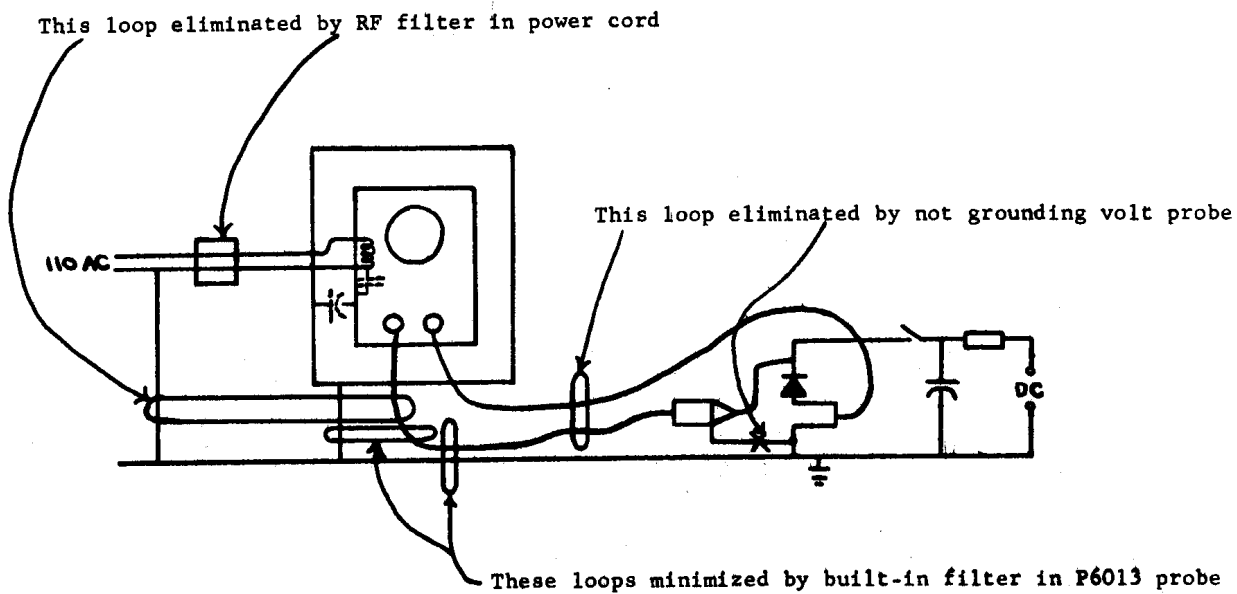 This loop eliminated by RF filter in power cord
This loop eliminated by not grounding volt probe
110 AC
DC
These loops minimized by built-in filter in P6013 probe